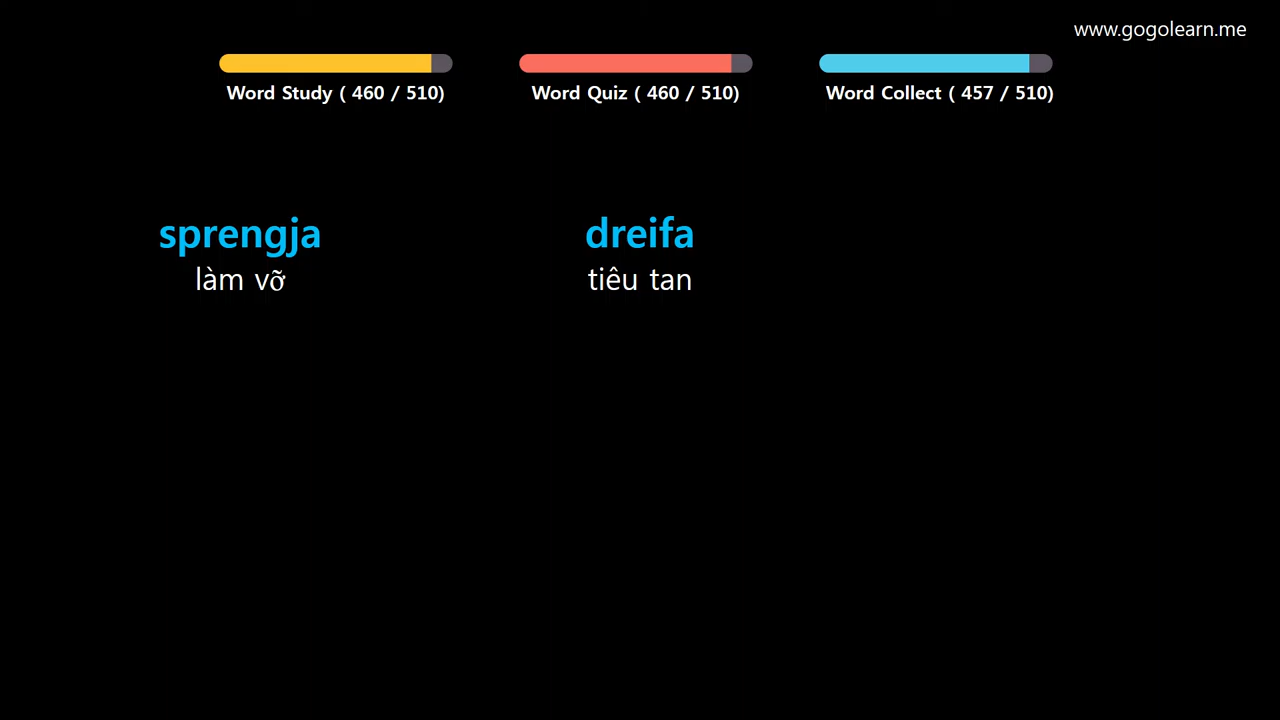 www.gogolearn.me
Word Study ( 460 / 510)
Word Quiz ( 460 / 510)
Word Collect ( 457 / 510)
sprengja
làm vỡ
dreifa
tiêu tan